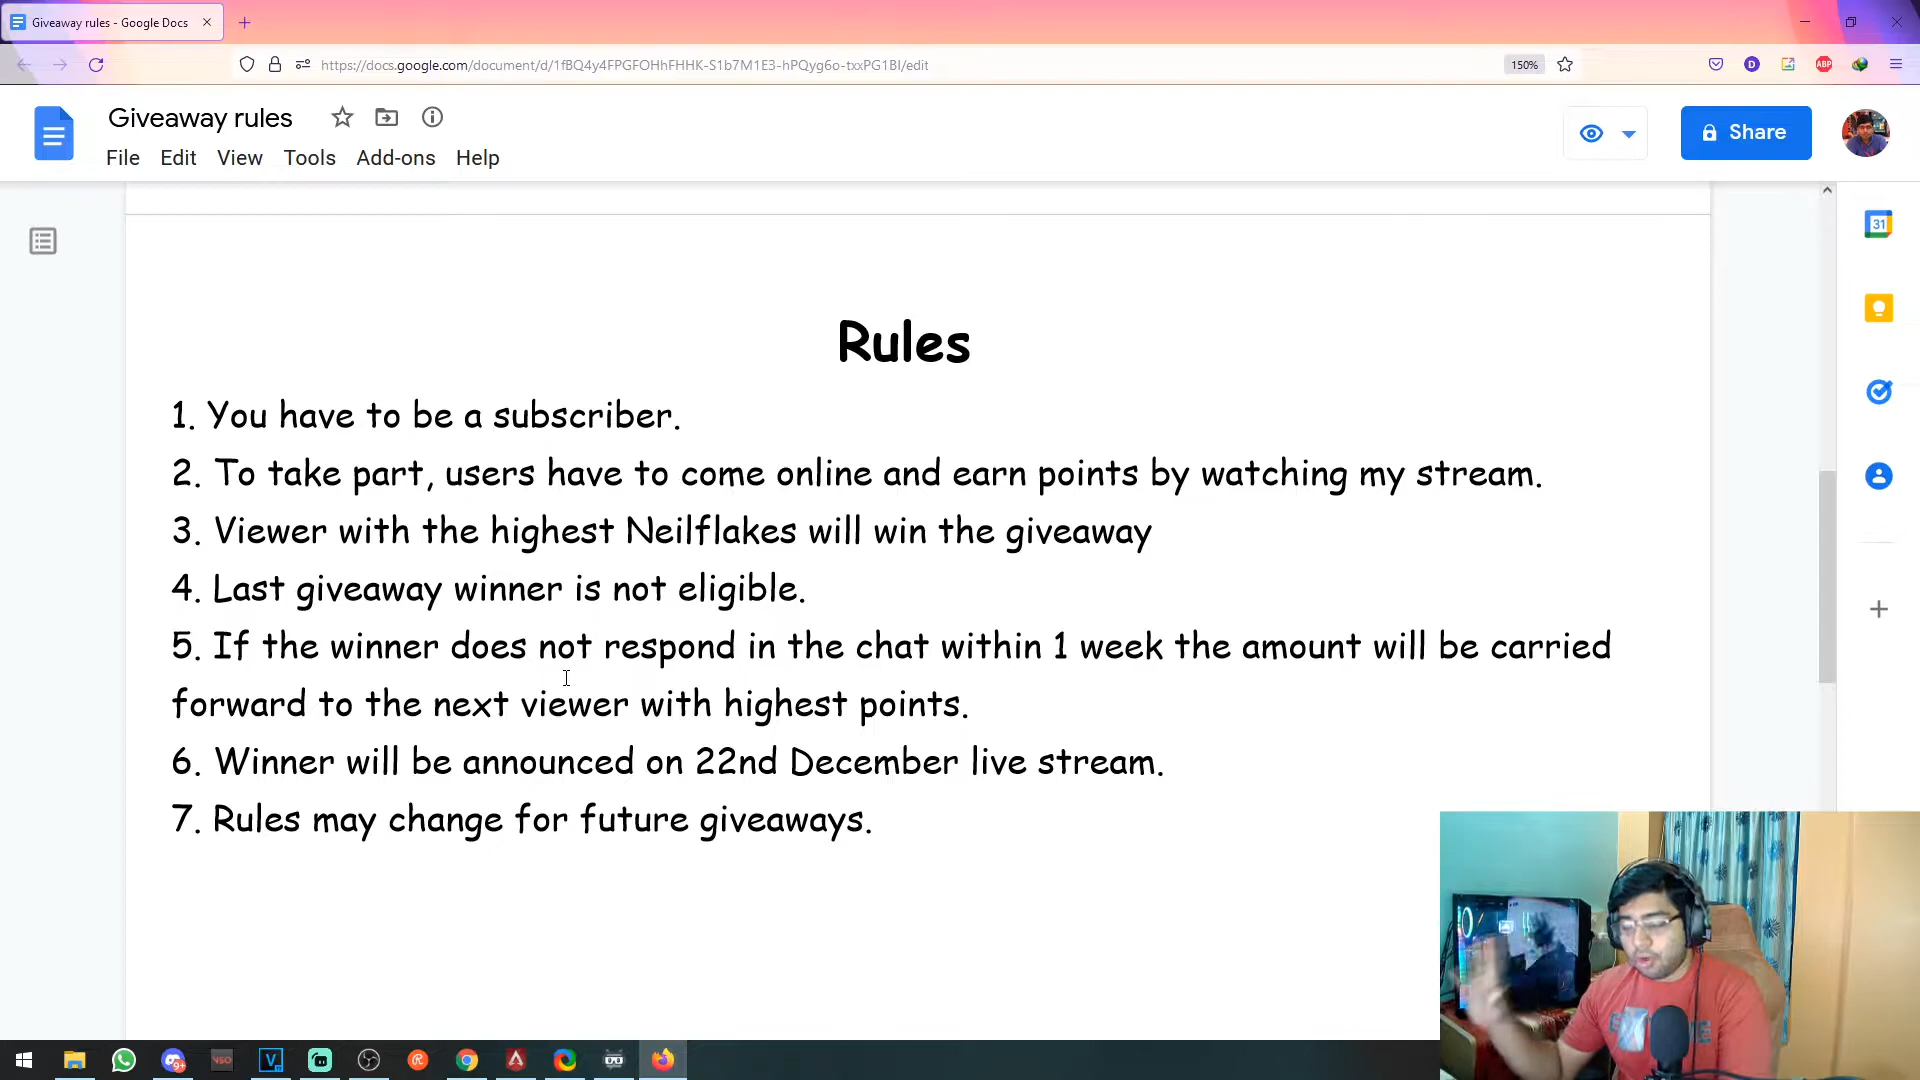 Giveaway rules - Google Docs
https://docs.google.com/document/d/1fBQ4y4FPGFOHhFHHK-S1b7M1E3-hPQyg6o-txxPG1BI/edit
150%
Giveaway rules
File Edit View Tools Add-ons Help
Share
Rules
1. You have to be a subscriber.
2. To take part, users have to come online and earn points by watching my stream.
3. Viewer with the highest Neilflakes will win the giveaway
4. Last giveaway winner is not eligible.
5. If the winner does not respond in the chat within 1 week the amount will be carried
forward to the next viewer with highest points.
6. Winner will be announced on 22nd December live stream.
7. Rules may change for future giveaways.
31
ABP
D